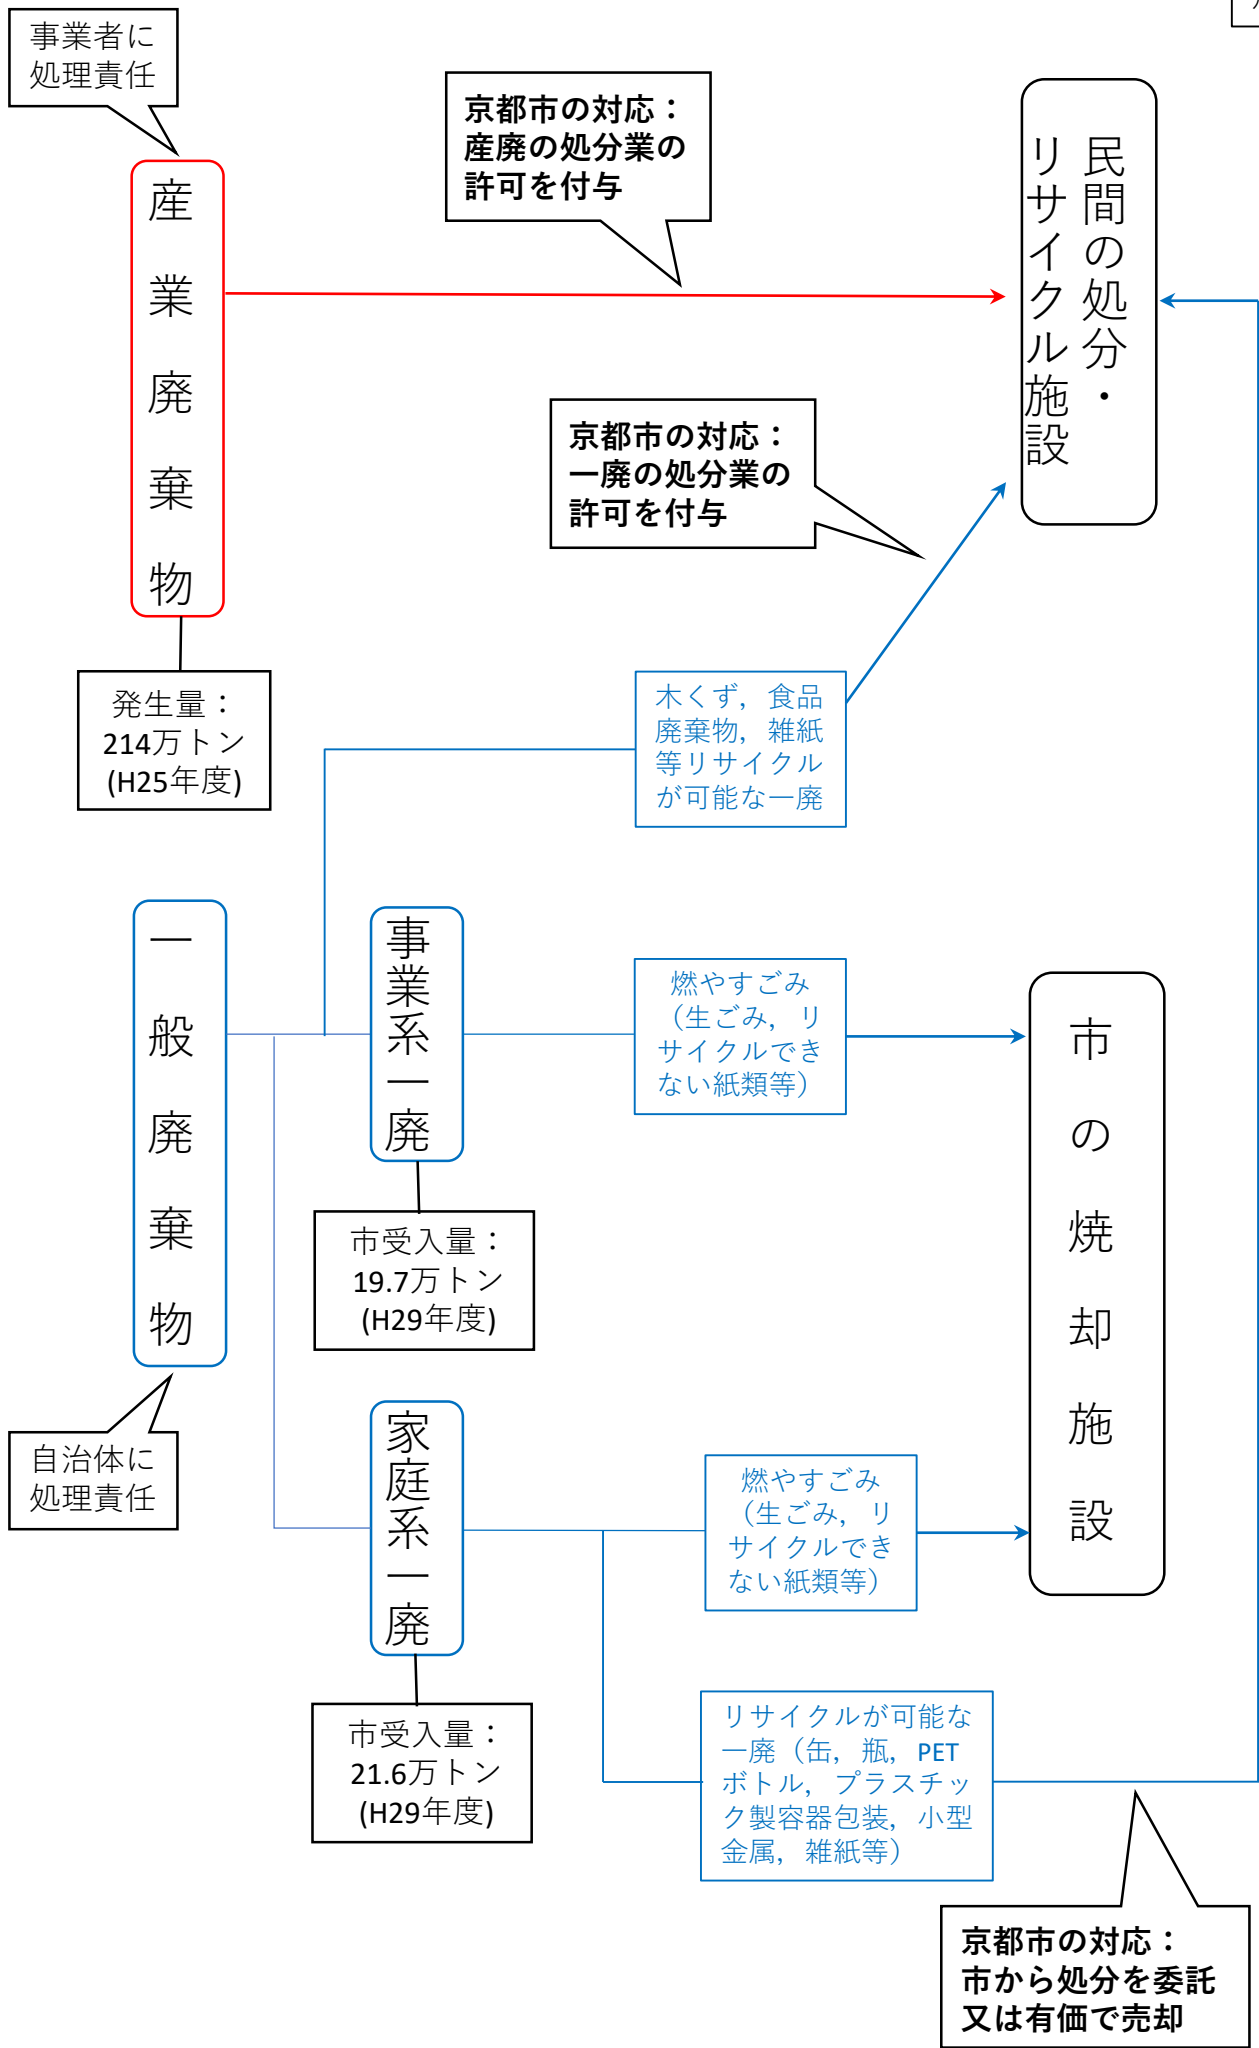 事業者に
処理責任
京都市の対応：
産廃の処分業の
許可を付与
民間の処分・
リサイクル施設
産業廃棄物
京都市の対応：
一廃の処分業の
許可を付与
発生量：
214万トン
(H25年度)
木くず，食品
廃棄物，雑紙
等リサイクル
が可能な一廃
一般廃棄物
事業系一廃
燃やすごみ
（生ごみ，リ
サイクルでき
ない紙類等）
市の焼却施設
市受入量：
19.7万トン
(H29年度)
自治体に
処理責任
家庭系一廃
燃やすごみ
（生ごみ，リ
サイクルでき
ない紙類等）
市受入量：
21.6万トン
(H29年度)
リサイクルが可能な
一廃（缶，瓶，PET
ボトル，プラスチッ
ク製容器包装，小型
金属，雑紙等）
京都市の対応：
市から処分を委託
又は有価で売却